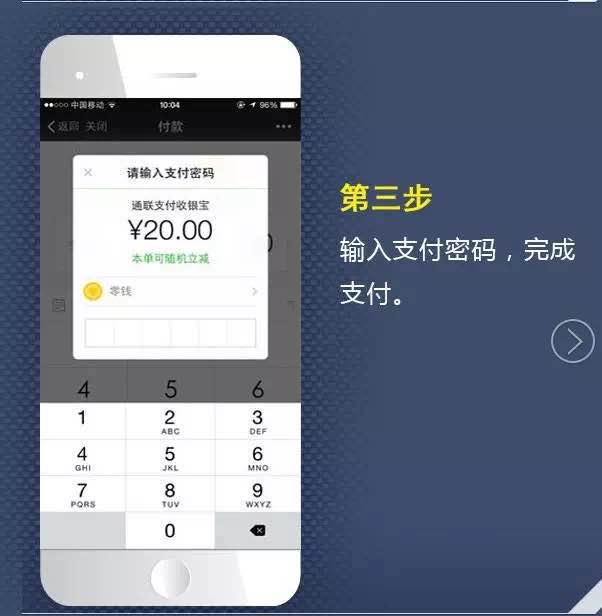 中国移动 10:04 96%
返回 关闭 付款
请输入支付密码
通联支付收银宝
¥20.00
0
本单可随机立减
零钱
4 5 6
1 2 3
ABC DEF
4 5 6
GHI JKL MNO
7 8 9
PQRS TUV WXYZ
0
第三步
输入支付密码，完成
支付。